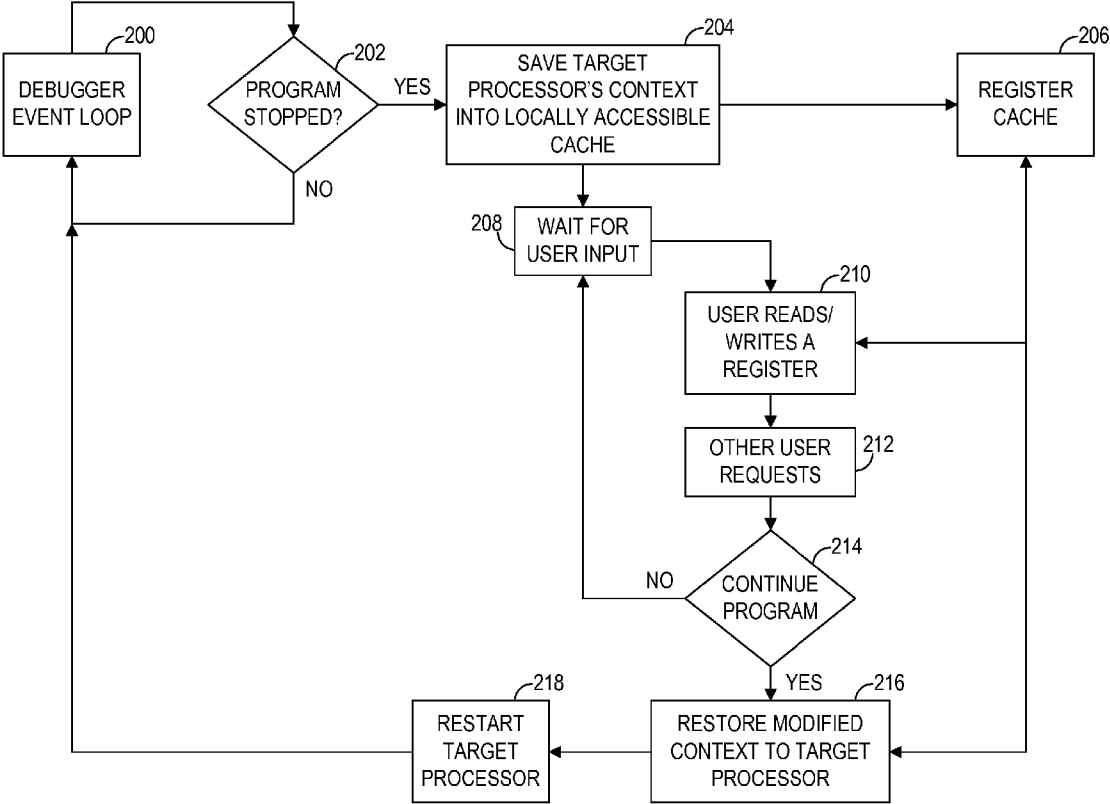 200
DEBUGGER
EVENT LOOP
202
PROGRAM
STOPPED?
YES
NO
204
SAVE TARGET
PROCESSOR'S CONTEXT
INTO LOCALLY ACCESSIBLE
CACHE
206
REGISTER
CACHE
208
WAIT FOR
USER INPUT
210
USER READS/
WRITES A
REGISTER
212
OTHER USER
REQUESTS
214
CONTINUE
PROGRAM
NO
YES
216
RESTORE MODIFIED
CONTEXT TO TARGET
PROCESSOR
218
RESTART
TARGET
PROCESSOR